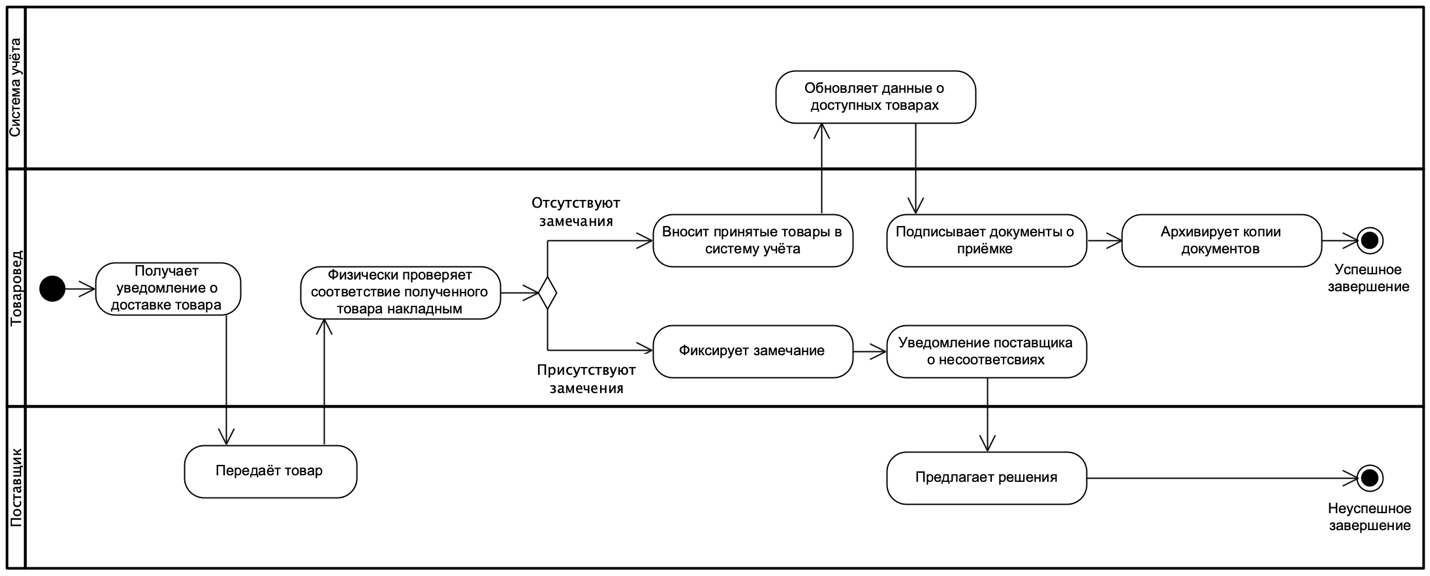 Система учёта
Обновляет данные о
доступных товарах
Товаровед
Получает
уведомление о
доставке товара
Физически проверяет
соответствие полученного
товара накладным
Отсутствуют
замечания
Вносит принятые товары в
систему учёта
Подписывает документы о
приёмке
Архивирует копии
документов
Успешное
завершение
Присутствуют
замечения
Фиксирует замечание
Уведомление поставщика
о несоответсвиях
Поставщик
Передаёт товар
Предлагает решения
Неуспешное
завершение